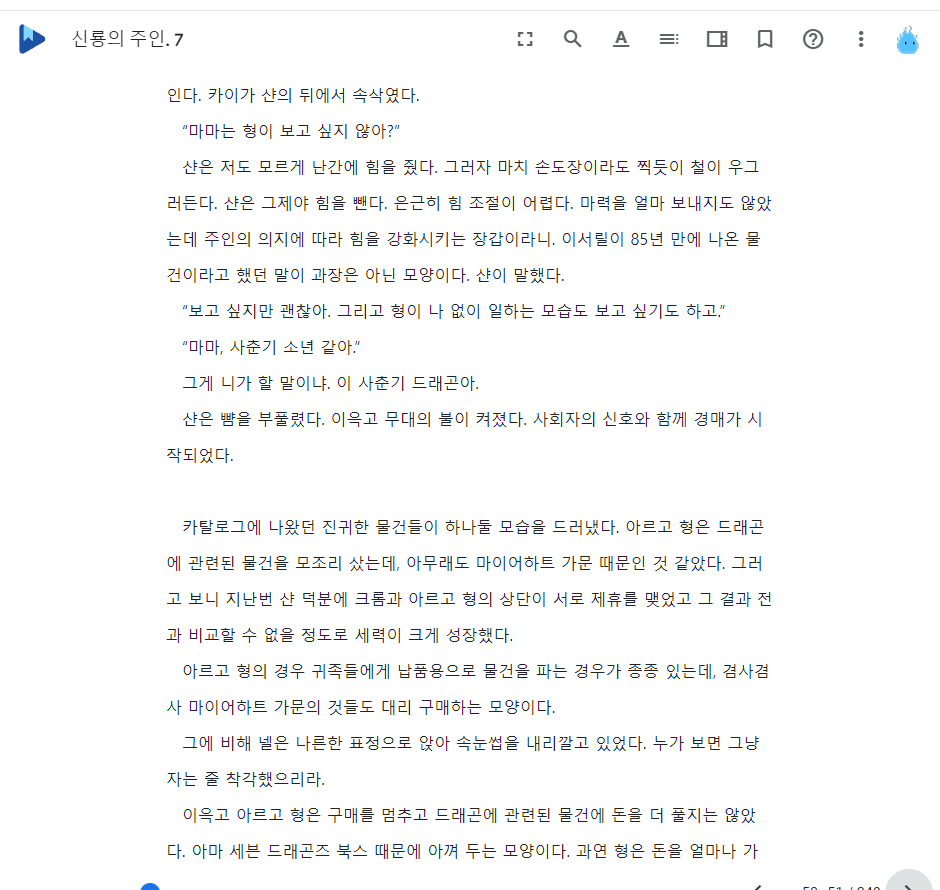 신룡의 주인. 7
인다. 카이가 샨의 뒤에서 속삭였다.
“마마는 형이 보고 싶지 않아?”
샨은 저도 모르게 난간에 힘을 줬다. 그러자 마치 손도장이라도 찍듯이 철이 우그
러든다. 샨은 그제야 힘을 뺀다. 은근히 힘 조절이 어렵다. 마력을 얼마 보내지도 않았
는데 주인의 의지에 따라 힘을 강화시키는 장갑이라니. 이서릴이 85년 만에 나온 물
건이라고 했던 말이 과장은 아닌 모양이다. 샨이 말했다.
“보고 싶지만 괜찮아. 그리고 형이 나 없이 일하는 모습도 보고 싶기도 하고.”
“마마, 사춘기 소년 같아.”
그게 니가 할 말이냐. 이 사춘기 드래곤아.
샨은 뺨을 부풀렸다. 이윽고 무대의 불이 켜졌다. 사회자의 신호와 함께 경매가 시
작되었다.
카탈로그에 나왔던 진귀한 물건들이 하나둘 모습을 드러냈다. 아르고 형은 드래곤
에 관련된 물건을 모조리 샀는데, 아무래도 마이어하트 가문 때문인 것 같았다. 그러
고 보니 지난번 샨 덕분에 크롬과 아르고 형의 상단이 서로 제휴를 맺었고 그 결과 전
과 비교할 수 없을 정도로 세력이 크게 성장했다.
아르고 형의 경우 귀족들에게 납품용으로 물건을 파는 경우가 종종 있는데, 겸사겸
사 마이어하트 가문의 것들도 대리 구매하는 모양이다.
그에 비해 넬은 나른한 표정으로 앉아 속눈썹을 내리깔고 있었다. 누가 보면 그냥
자는 줄 착각했으리라.
이윽고 아르고 형은 구매를 멈추고 드래곤에 관련된 물건에 돈을 더 풀지는 않았
다. 아마 세븐 드래곤즈 북스 때문에 아껴 두는 모양이다. 과연 형은 돈을 얼마나 가